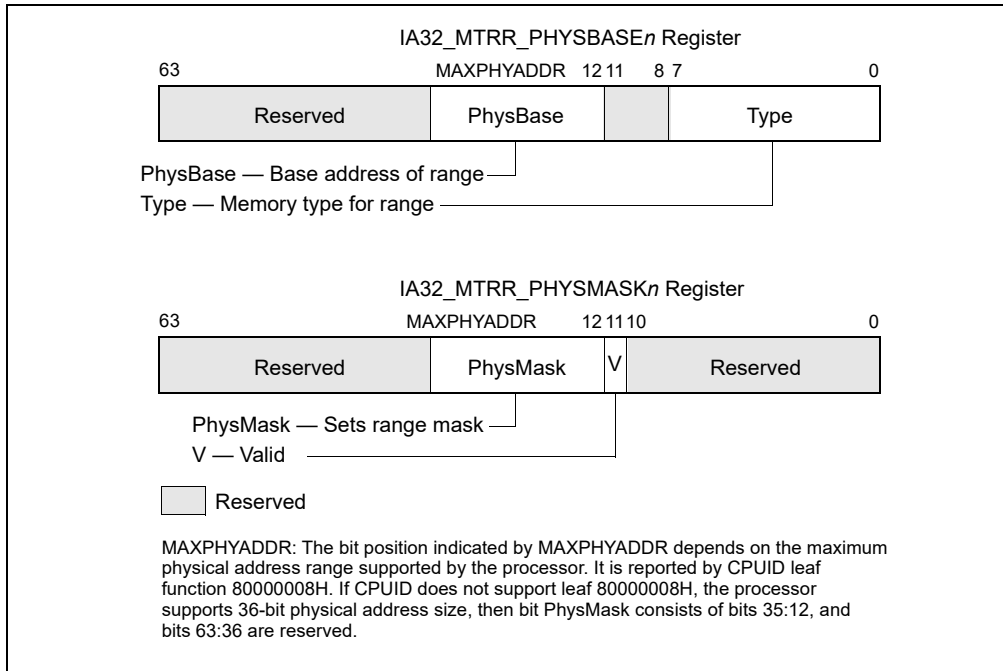 IA32_MTRR_PHYSBASEn Register
63 MAXPHYADDR 12 11 8 7 0
Reserved PhysBase Type
PhysBase — Base address of range
Type — Memory type for range
IA32_MTRR_PHYSMASKn Register
63 MAXPHYADDR 12 11 10 0
Reserved PhysMask V Reserved
PhysMask — Sets range mask
V — Valid
Reserved
MAXPHYADDR: The bit position indicated by MAXPHYADDR depends on the maximum
physical address range supported by the processor. It is reported by CPUID leaf
function 80000008H. If CPUID does not support leaf 80000008H, the processor
supports 36-bit physical address size, then bit PhysMask consists of bits 35:12, and
bits 63:36 are reserved.